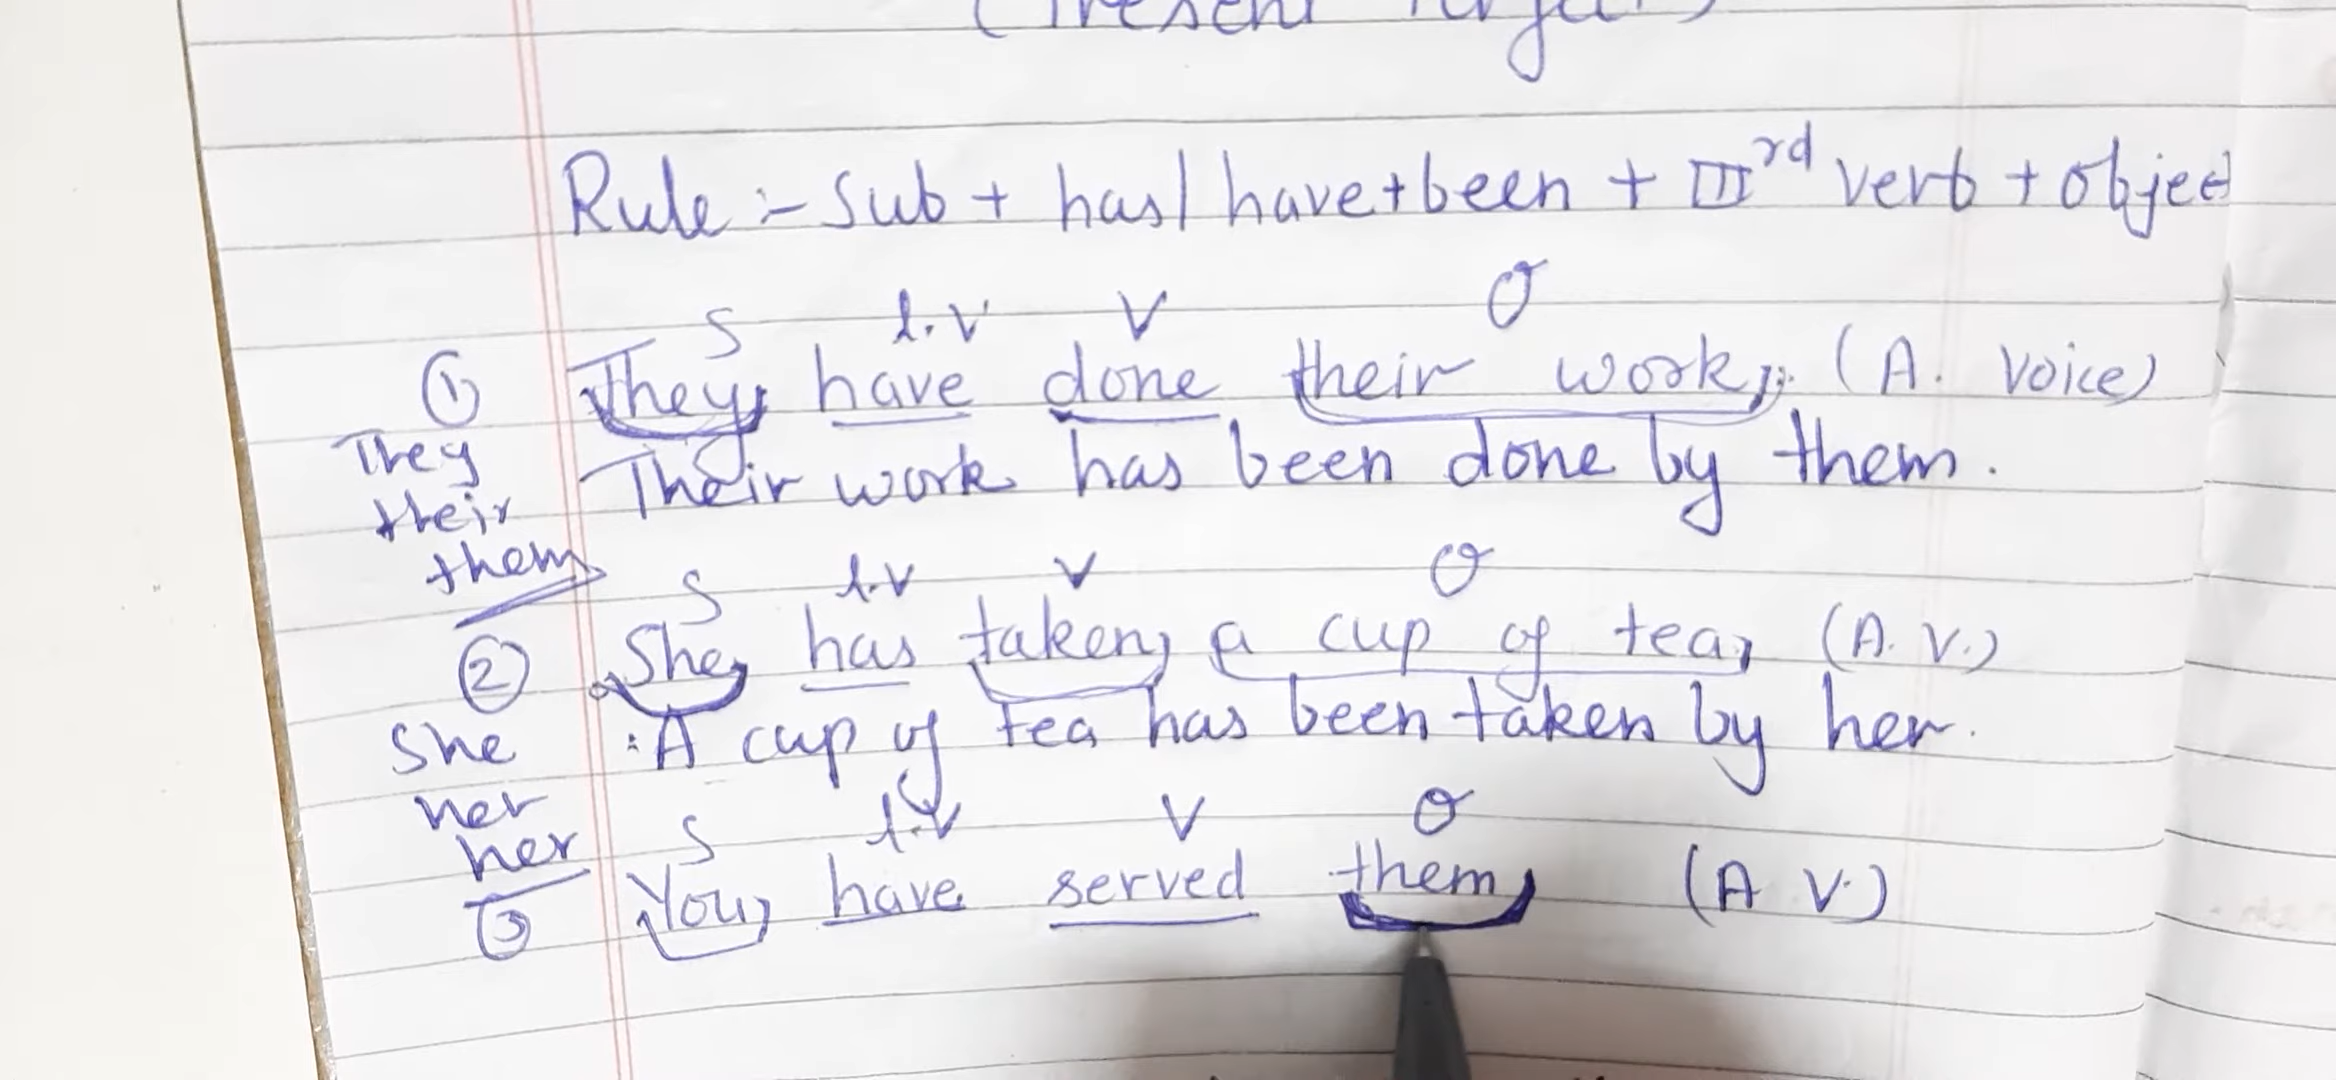 (Present Perfect)
Rule :- Sub + has/have+been + IIIrd verb + object
S h.v V O
① They have done their work. (A. Voice)
They
their
them
Their work has been done by them.
S h.v V O
② She has taken a cup of tea, (A. V.)
She
her
her
: A cup of tea has been taken by her.
S h.v V O
③ You have served them (A V.)